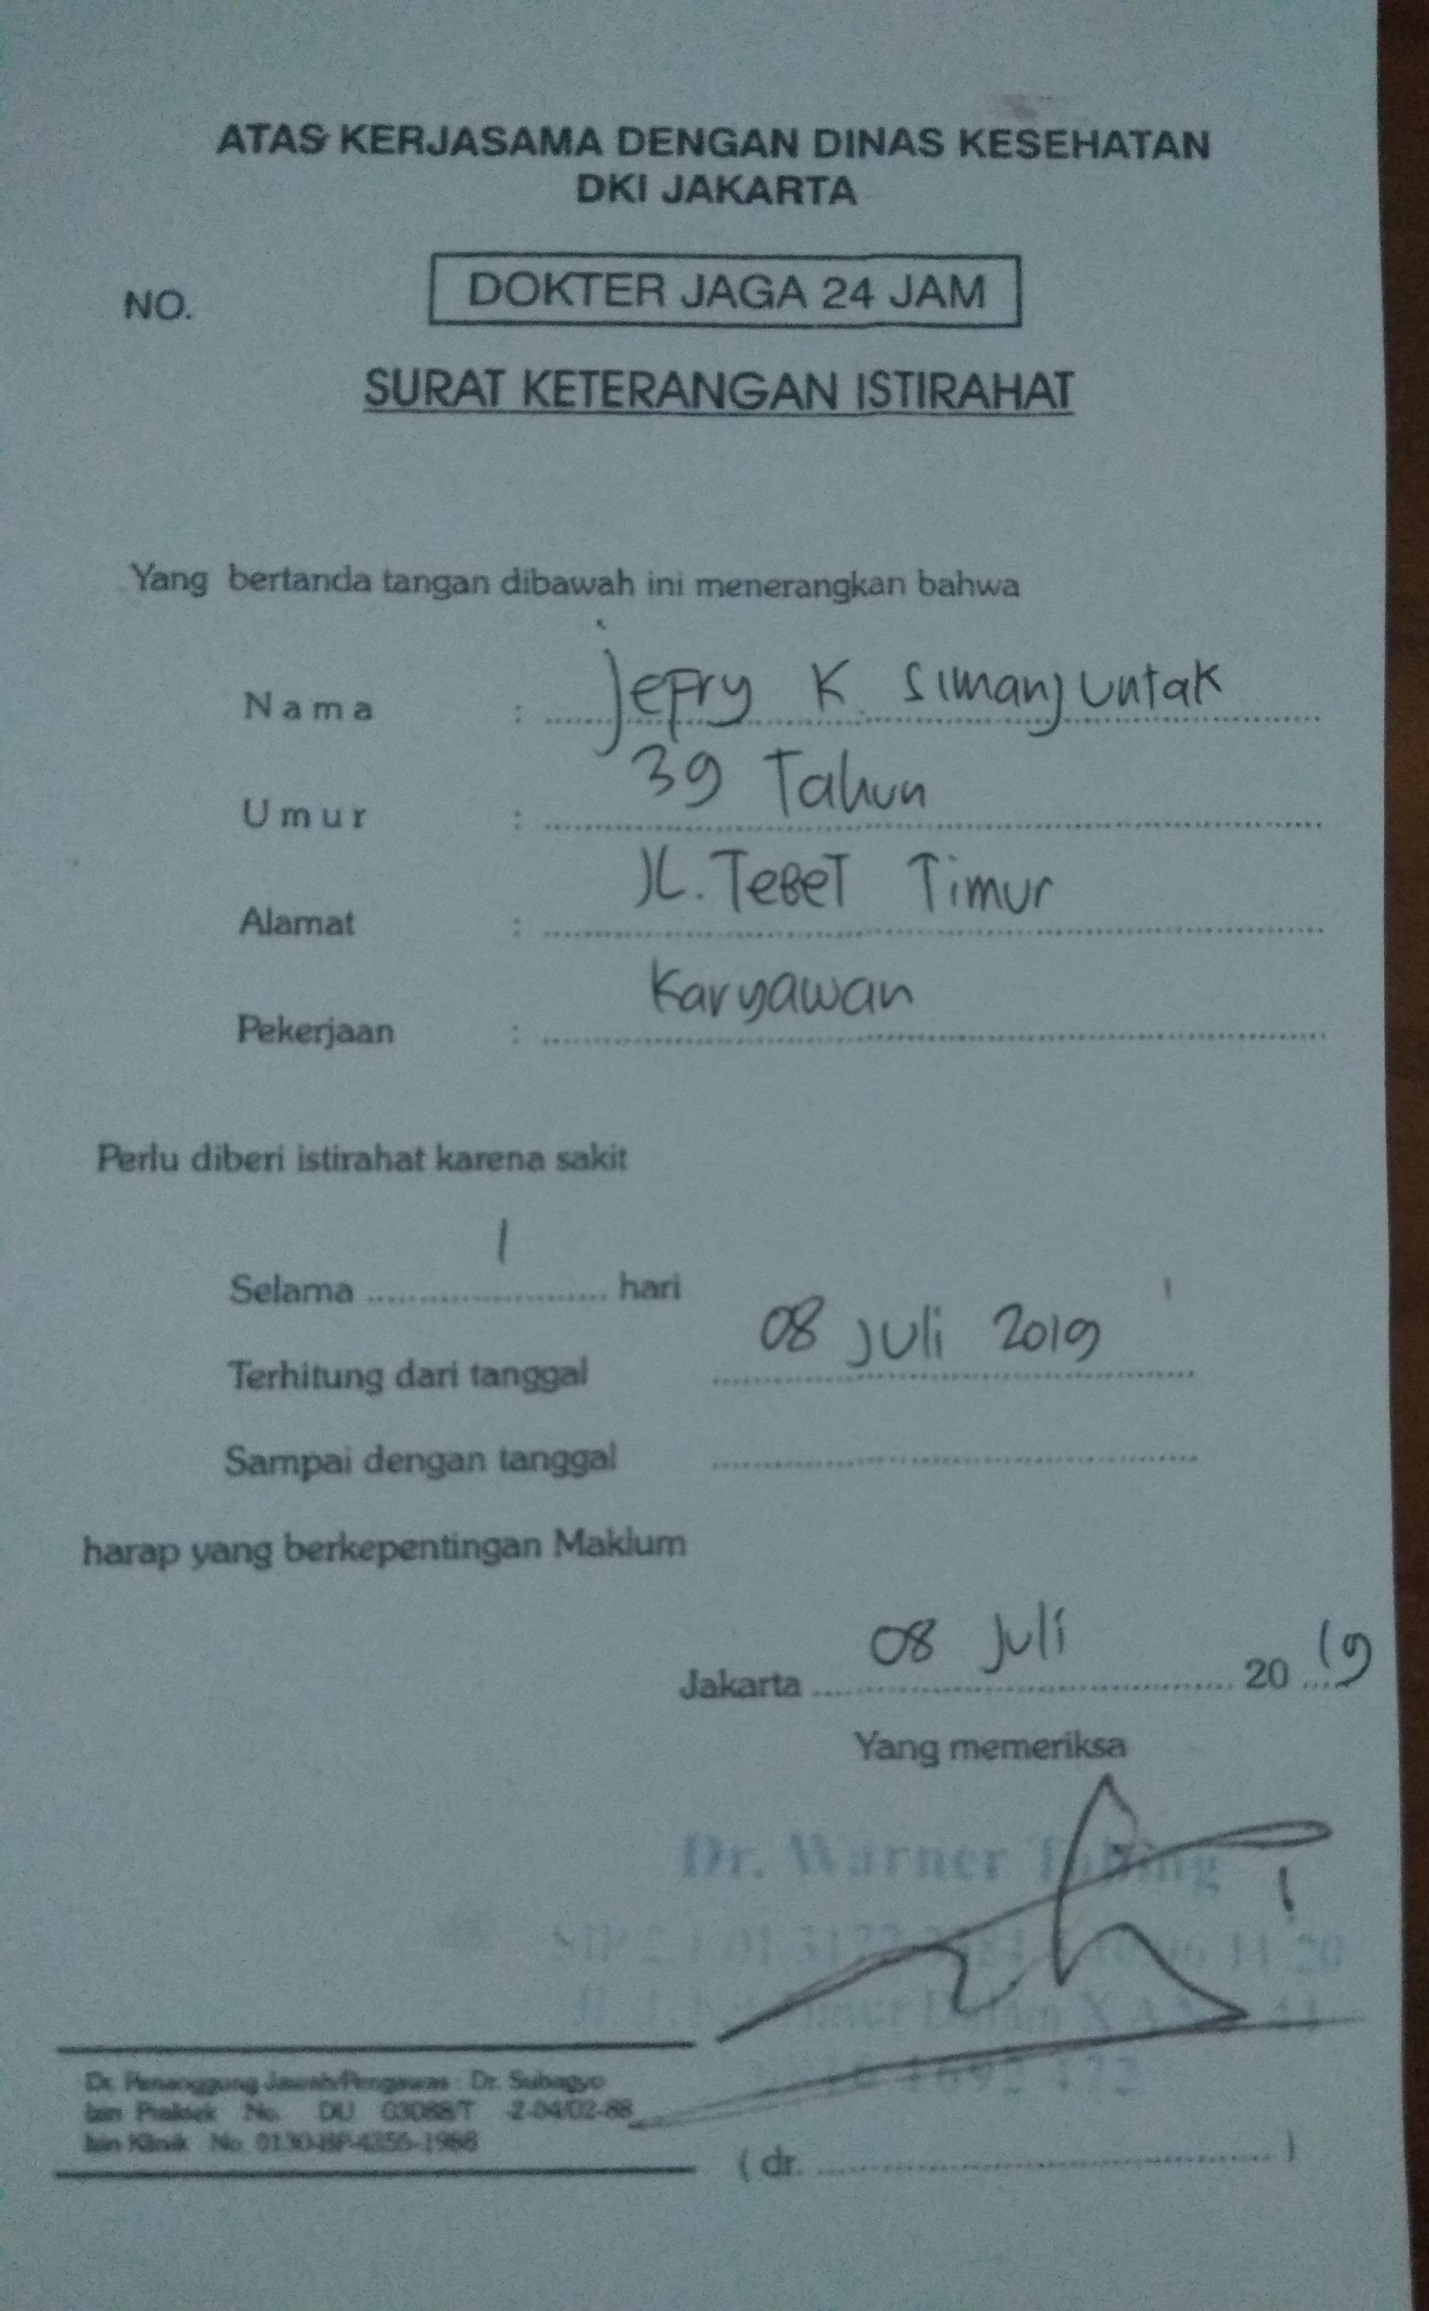 ATAS KERJASAMA DENGAN DINAS KESEHATAN
DKI JAKARTA
NO.
DOKTER JAGA 24 JAM
SURAT KETERANGAN ISTIRAHAT
Yang bertanda tangan dibawah ini menerangkan bahwa
Nama : Jefry K. Simanjuntak
Umur : 39 Tahun
Alamat : JL. TEBET Timur
Pekerjaan : Karyawan
Perlu diberi istirahat karena sakit
Selama 1 hari
Terhitung dari tanggal 08 Juli 2019
Sampai dengan tanggal
harap yang berkepentingan Maklum
Jakarta 08 Juli 2019
Yang memeriksa
Dr. Warner Tobing
Dr. Penanggung Jawab/Pengawas : Dr. Subagyo
Izin Praktek No. DU 03088/T -2-04/02-88
Izin Klinik No. 0130-BP-4355-1986
( dr. )